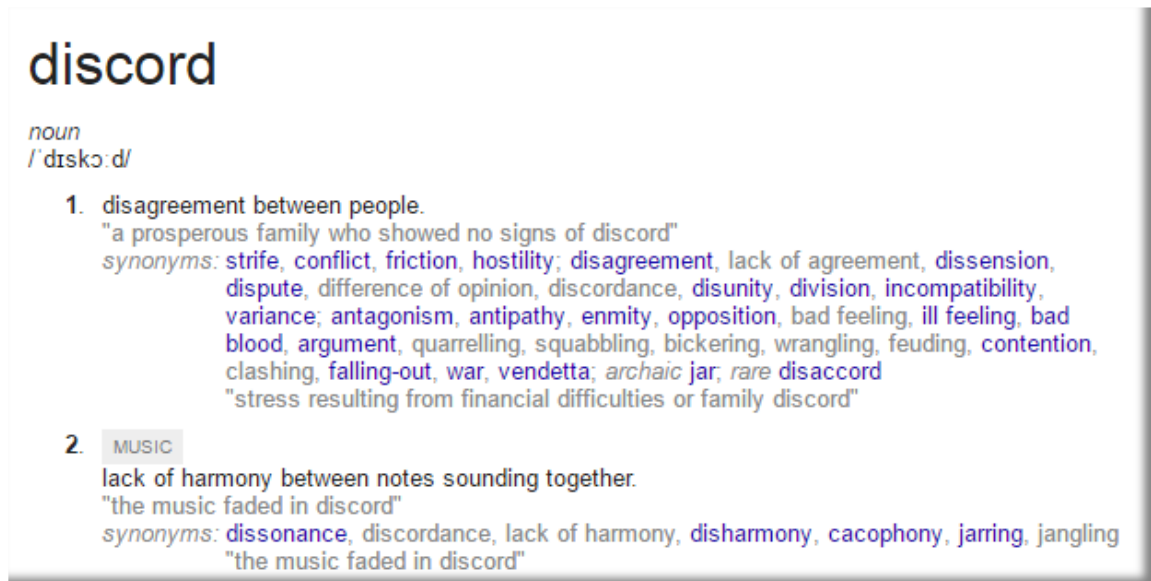 discord
noun
/ˈdɪskɔːd/
1. disagreement between people.
"a prosperous family who showed no signs of discord"
synonyms: strife, conflict, friction, hostility; disagreement, lack of agreement, dissension,
dispute, difference of opinion, discordance, disunity, division, incompatibility,
variance; antagonism, antipathy, enmity, opposition, bad feeling, ill feeling, bad
blood, argument, quarrelling, squabbling, bickering, wrangling, feuding, contention,
clashing, falling-out, war, vendetta; archaic jar; rare disaccord
"stress resulting from financial difficulties or family discord"
2. MUSIC
lack of harmony between notes sounding together.
"the music faded in discord"
synonyms: dissonance, discordance, lack of harmony, disharmony, cacophony, jarring, jangling
"the music faded in discord"